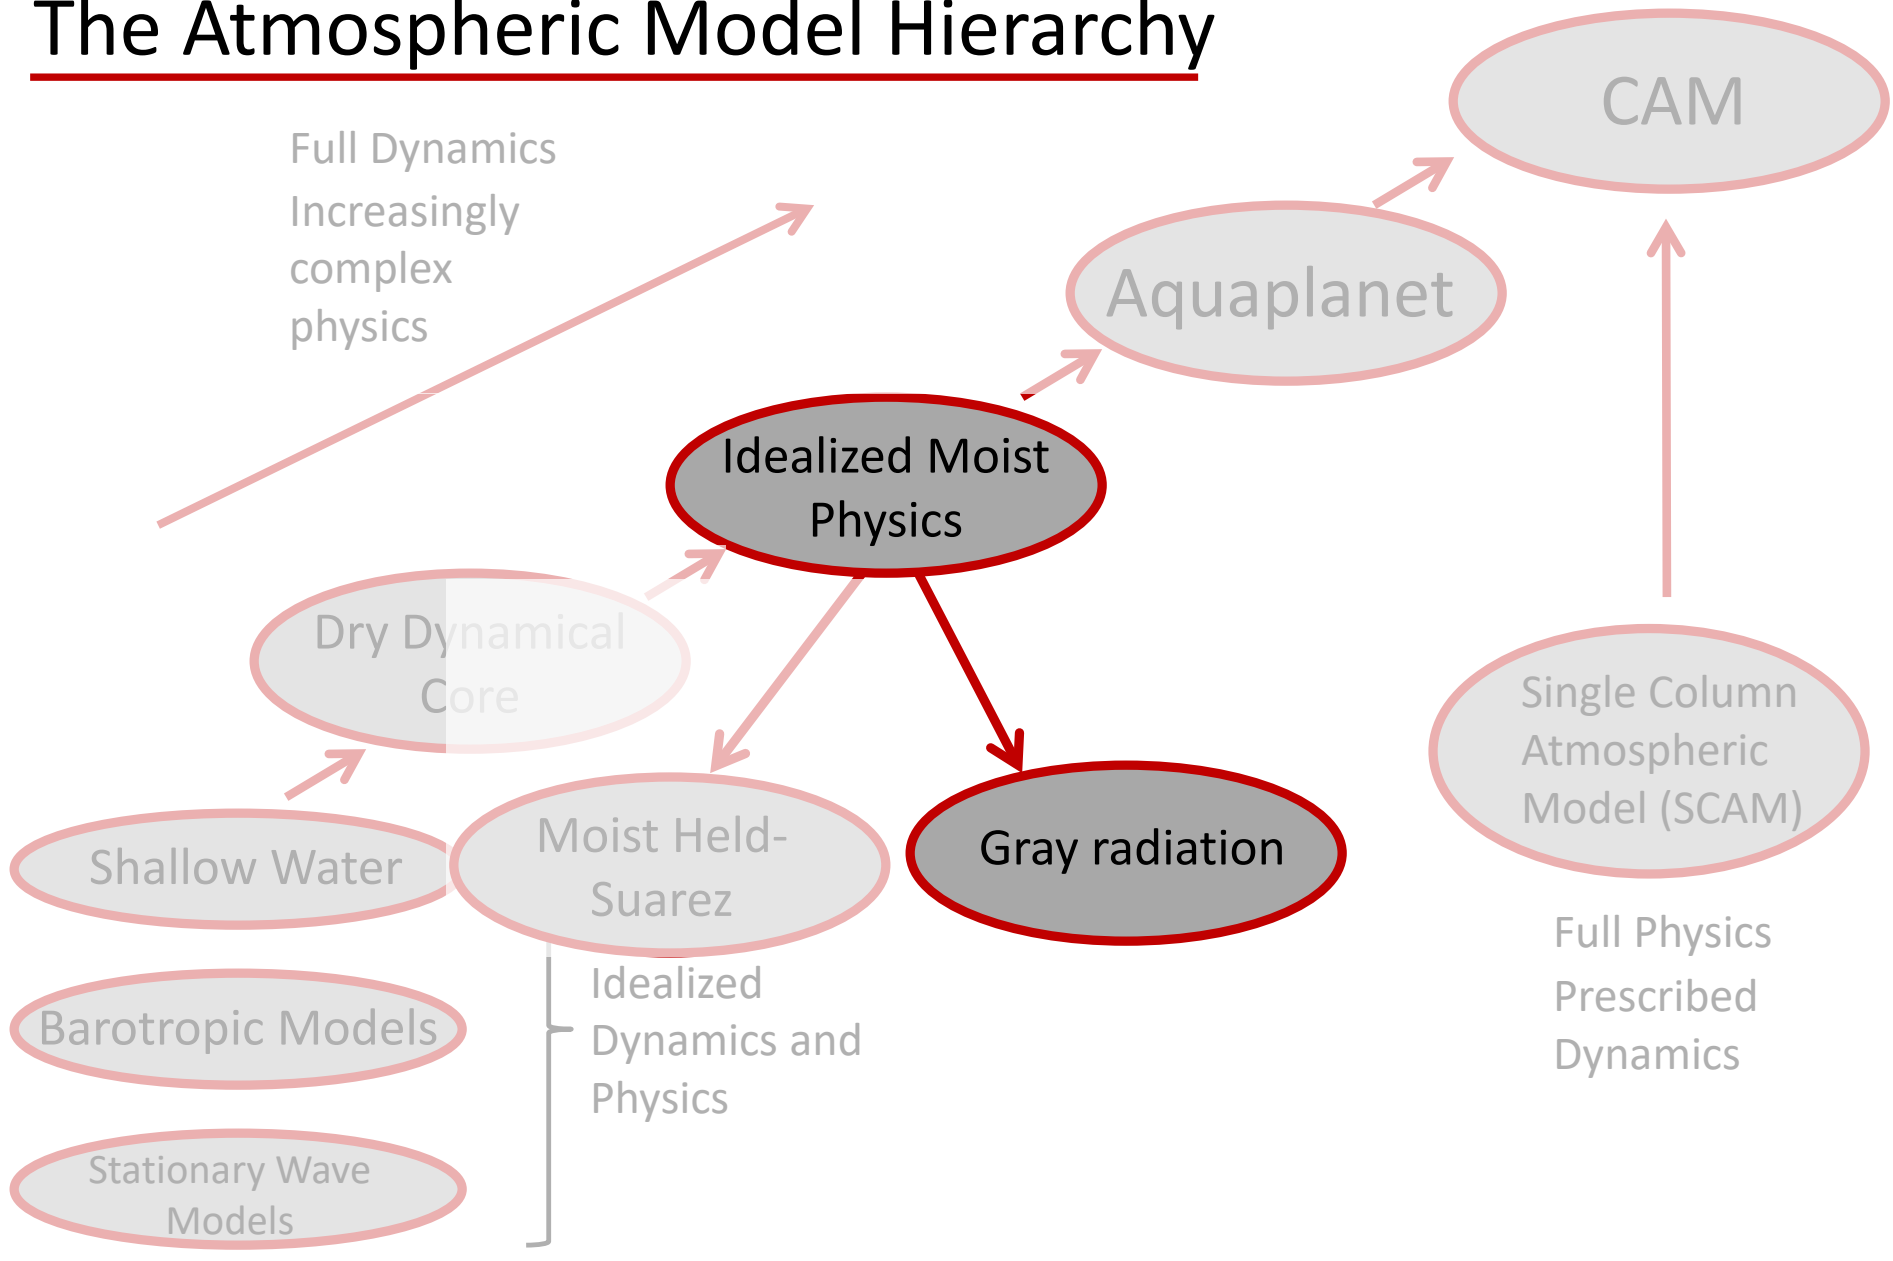 The Atmospheric Model Hierarchy
CAM
Full Dynamics
Increasingly
complex
physics
Aquaplanet
Idealized Moist
Physics
Dry Dynamical
Core
Single Column
Atmospheric
Model (SCAM)
Shallow Water
Moist Held-
Suarez
Gray radiation
Full Physics
Prescribed
Dynamics
Idealized
Dynamics and
Physics
Barotropic Models
Stationary Wave
Models